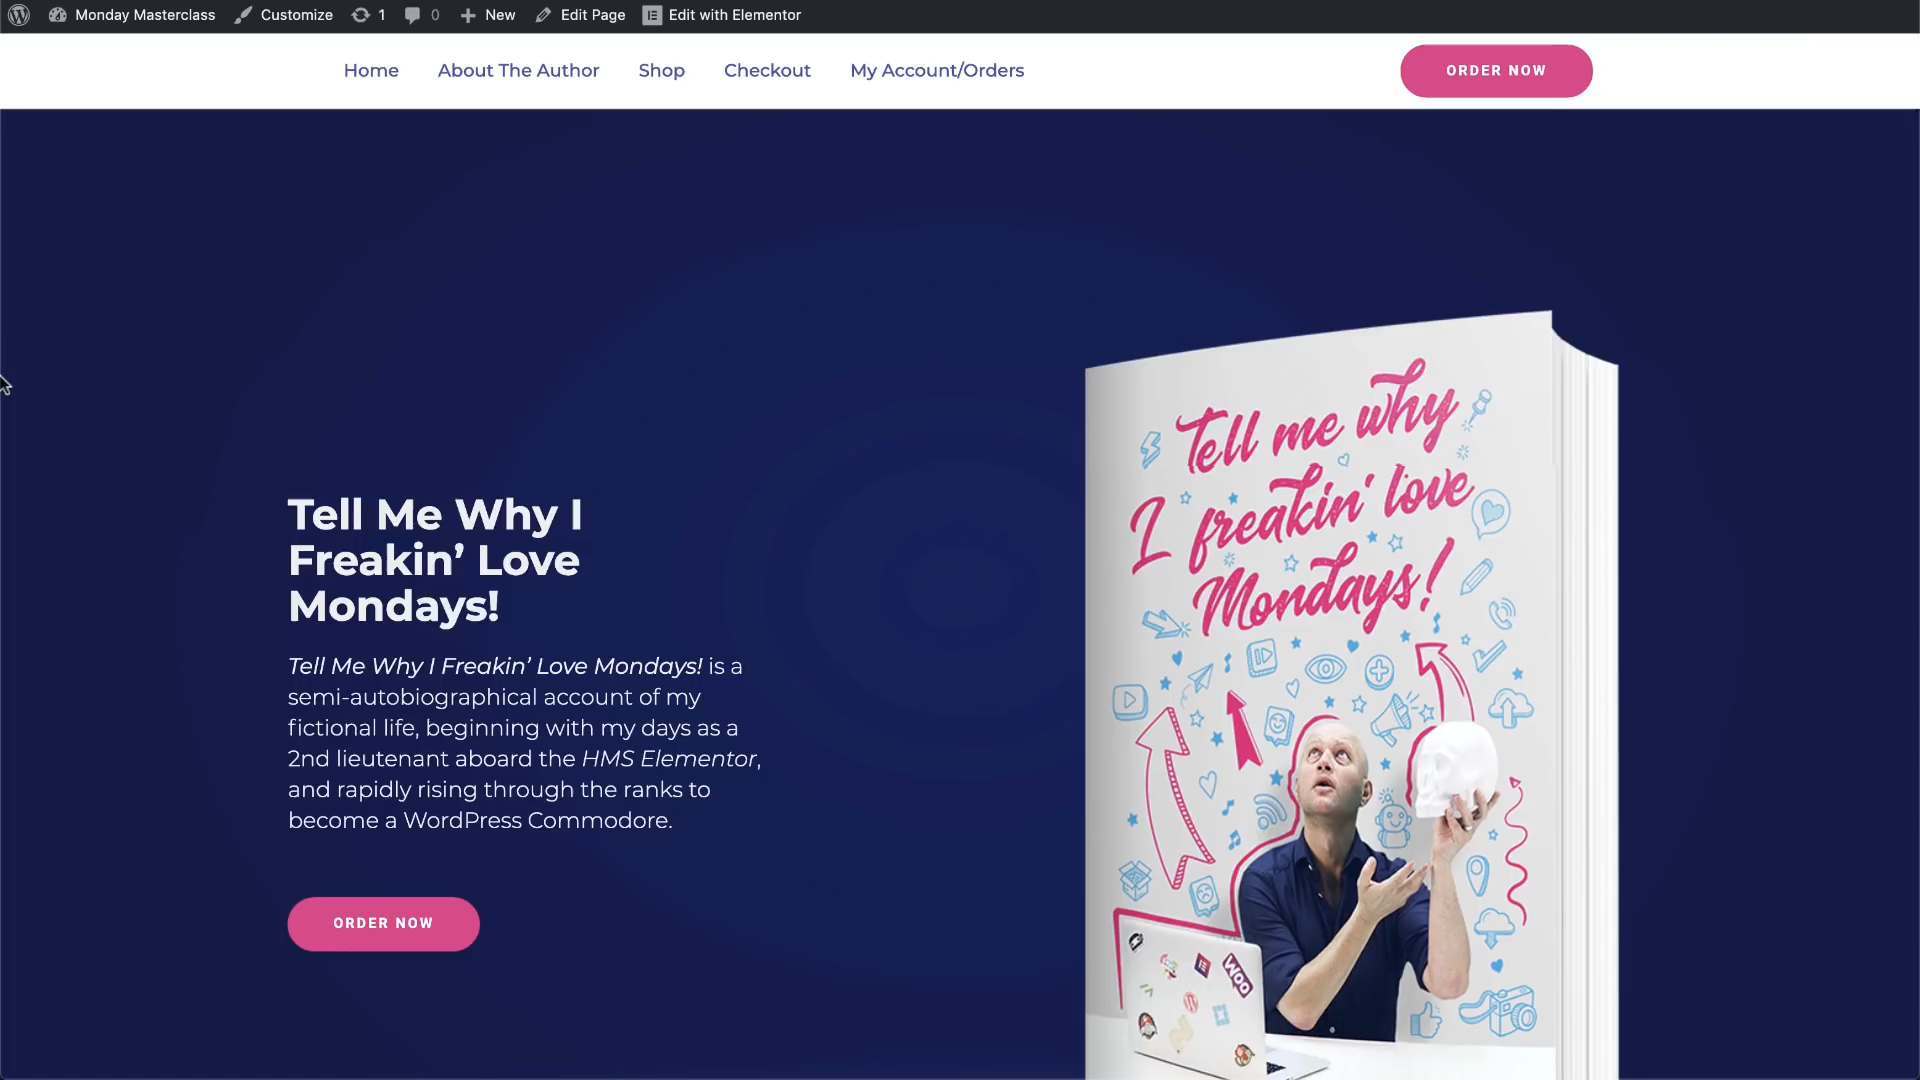 Monday Masterclass Customize 1 0 New Edit Page Edit with Elementor
Home About The Author Shop Checkout My Account/Orders ORDER NOW
Tell Me Why I
Freakin’ Love
Mondays!
Tell Me Why I Freakin’ Love Mondays! is a
semi-autobiographical account of my
fictional life, beginning with my days as a
2nd lieutenant aboard the HMS Elementor,
and rapidly rising through the ranks to
become a WordPress Commodore.
ORDER NOW
Tell me why
I freakin' love
Mondays!
WOO